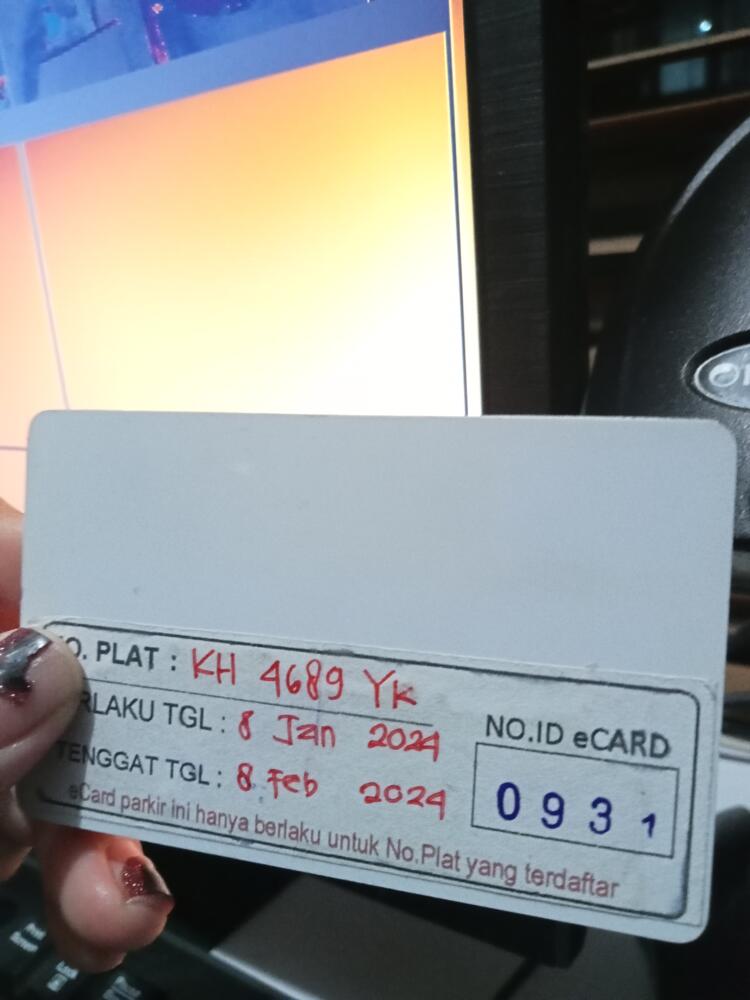 O. PLAT : KH 4689 YK
RLAKU TGL : 8 Jan 2024
TENGGAT TGL : 8 Feb 2024
eCard parkir ini hanya berlaku untuk No.Plat yang terdaftar
NO.ID eCARD
0931